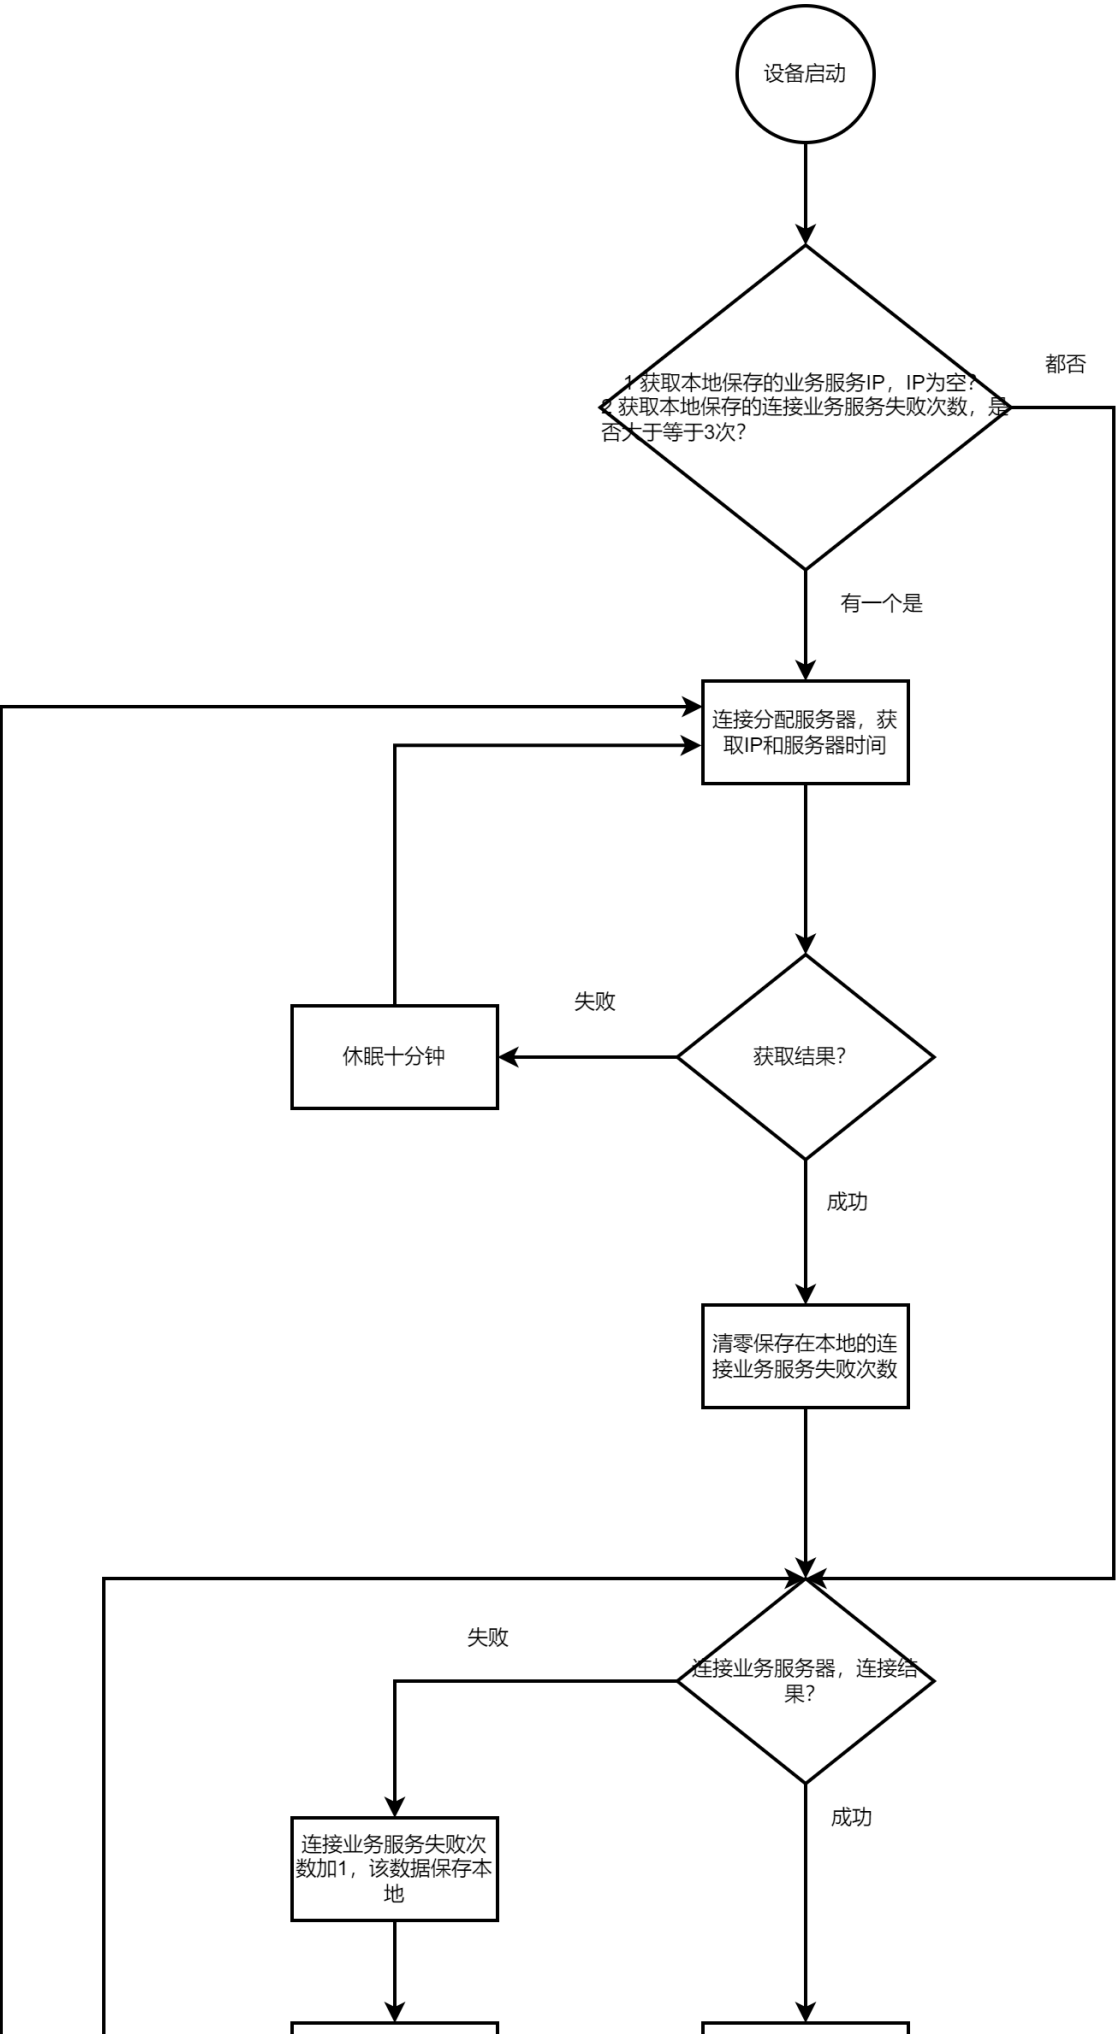 设备启动
都否
1 获取本地保存的业务服务IP，IP为空？
2 获取本地保存的连接业务服务失败次数，是
否大于等于3次？
有一个是
连接分配服务器，获
取IP和服务器时间
失败
休眠十分钟
获取结果？
成功
清零保存在本地的连
接业务服务失败次数
失败
连接业务服务器，连接结
果？
成功
连接业务服务失败次
数加1，该数据保存本
地